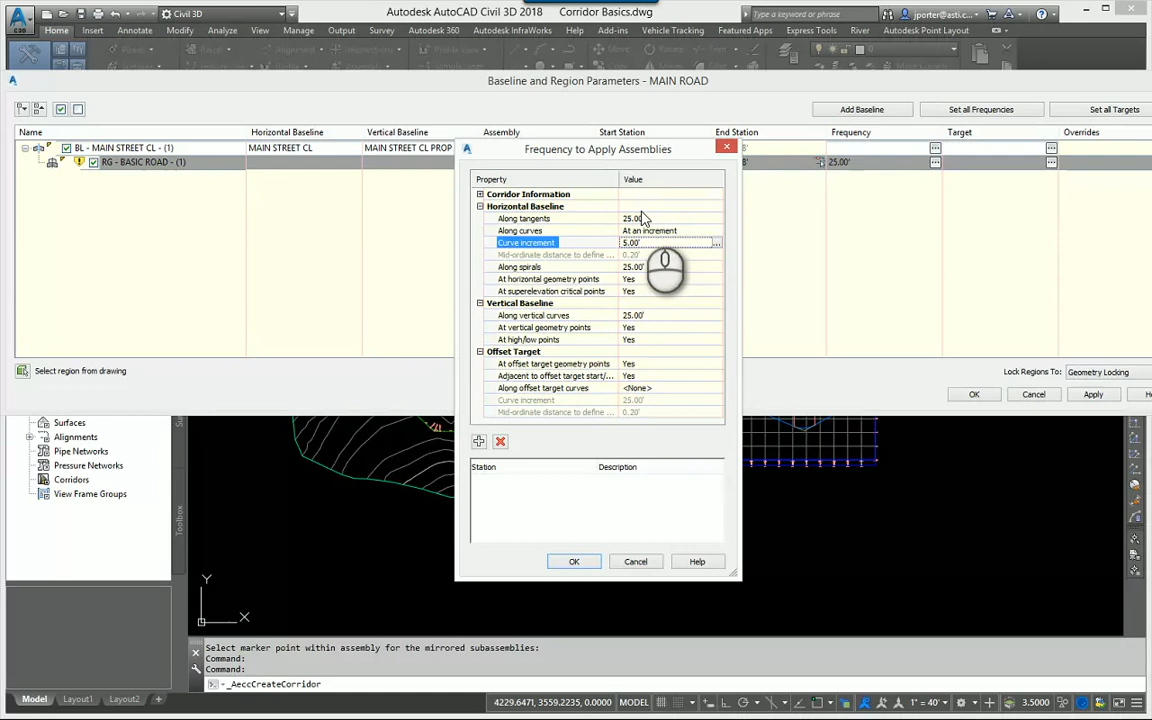 Civil 3D
Autodesk AutoCAD Civil 3D 2018 Corridor Basics.dwg
Type a keyword or phrase
jporter@asti.c...
C3D
Home Insert Annotate Modify Analyze View Manage Output Survey Autodesk 360 Autodesk InfraWorks Help Add-ins Vehicle Tracking Featured Apps Express Tools River Autodesk Point Layout
Baseline and Region Parameters - MAIN ROAD
Add Baseline Set all Frequencies Set all Targets
Name Horizontal Baseline Vertical Baseline Assembly Start Station End Station Frequency Target Overrides
BL - MAIN STREET CL - (1) MAIN STREET CL MAIN STREET CL PROP
RG - BASIC ROAD - (1) 25.00'
Frequency to Apply Assemblies
Property Value
Corridor Information
Horizontal Baseline
Along tangents 25.00
Along curves At an increment
Curve increment 5.00'
Mid-ordinate distance to define ... 0.20'
Along spirals 25.00'
At horizontal geometry points Yes
At superelevation critical points Yes
Vertical Baseline
Along vertical curves 25.00'
At vertical geometry points Yes
At high/low points Yes
Offset Target
At offset target geometry points Yes
Adjacent to offset target start/... Yes
Along offset target curves <None>
Curve increment 25.00'
Mid-ordinate distance to define ... 0.20'
Station Description
OK Cancel Help
Select region from drawing
Lock Regions To: Geometry Locking
OK Cancel Apply
Surfaces
Alignments
Pipe Networks
Pressure Networks
Corridors
View Frame Groups
Toolbox
Y
X
Select marker point within assembly for the mirrored subassemblies:
Command:
Command:
_AeccCreateCorridor
Model Layout1 Layout2 +
4229.6471, 3559.2235, 0.0000 MODEL 1" = 40' 3.5000